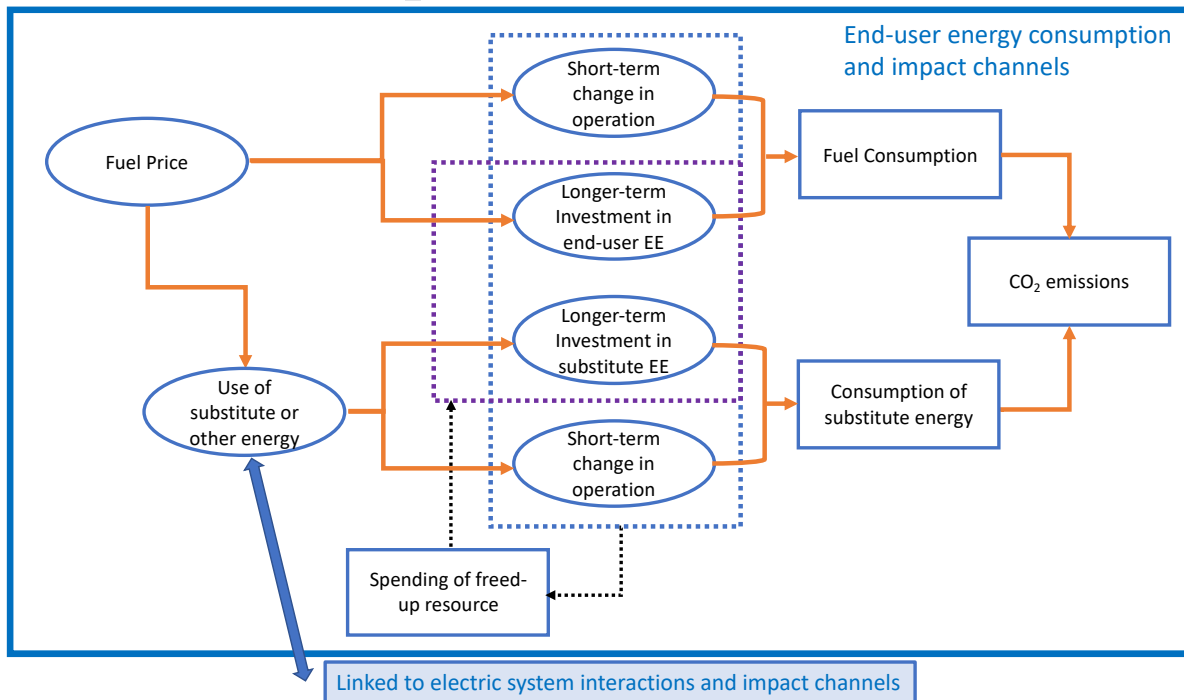 End-user energy consumption
and impact channels
Short-term
change in
operation
Fuel Price
Fuel Consumption
Longer-term
Investment in
end-user EE
CO₂ emissions
Longer-term
Investment in
substitute EE
Use of
substitute or
other energy
Consumption of
substitute energy
Short-term
change in
operation
Spending of freed-
up resource
Linked to electric system interactions and impact channels